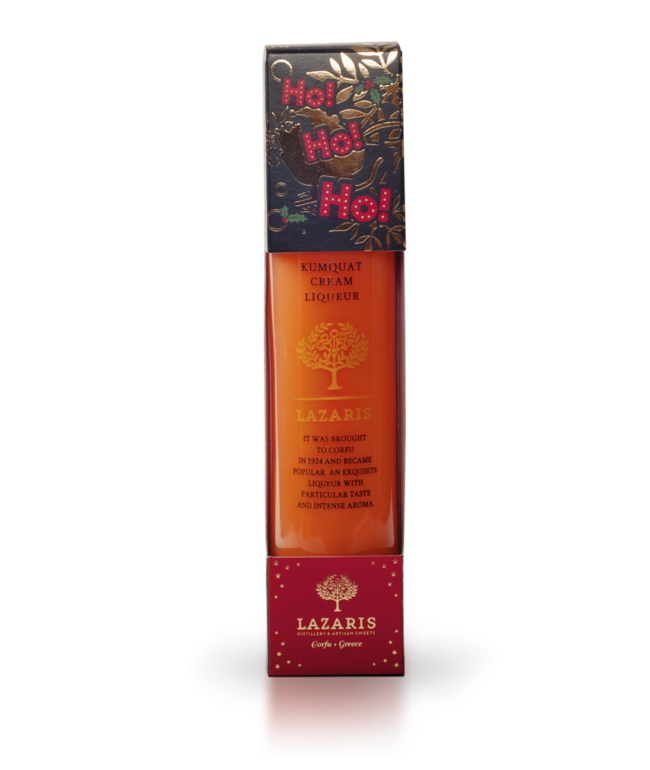 Ho!
Ho!
Ho!
KUMQUAT
CREAM
LIQUEUR
LAZARIS
IT WAS BROUGHT
TO CORFU
IN 1924 AND BECAME
POPULAR. AN EXQUISITE
LIQUEUR WITH
PARTICULAR TASTE
AND INTENSE AROMA.
LAZARIS
DISTILLERY & ARTISAN SWEETS
Corfu • Greece